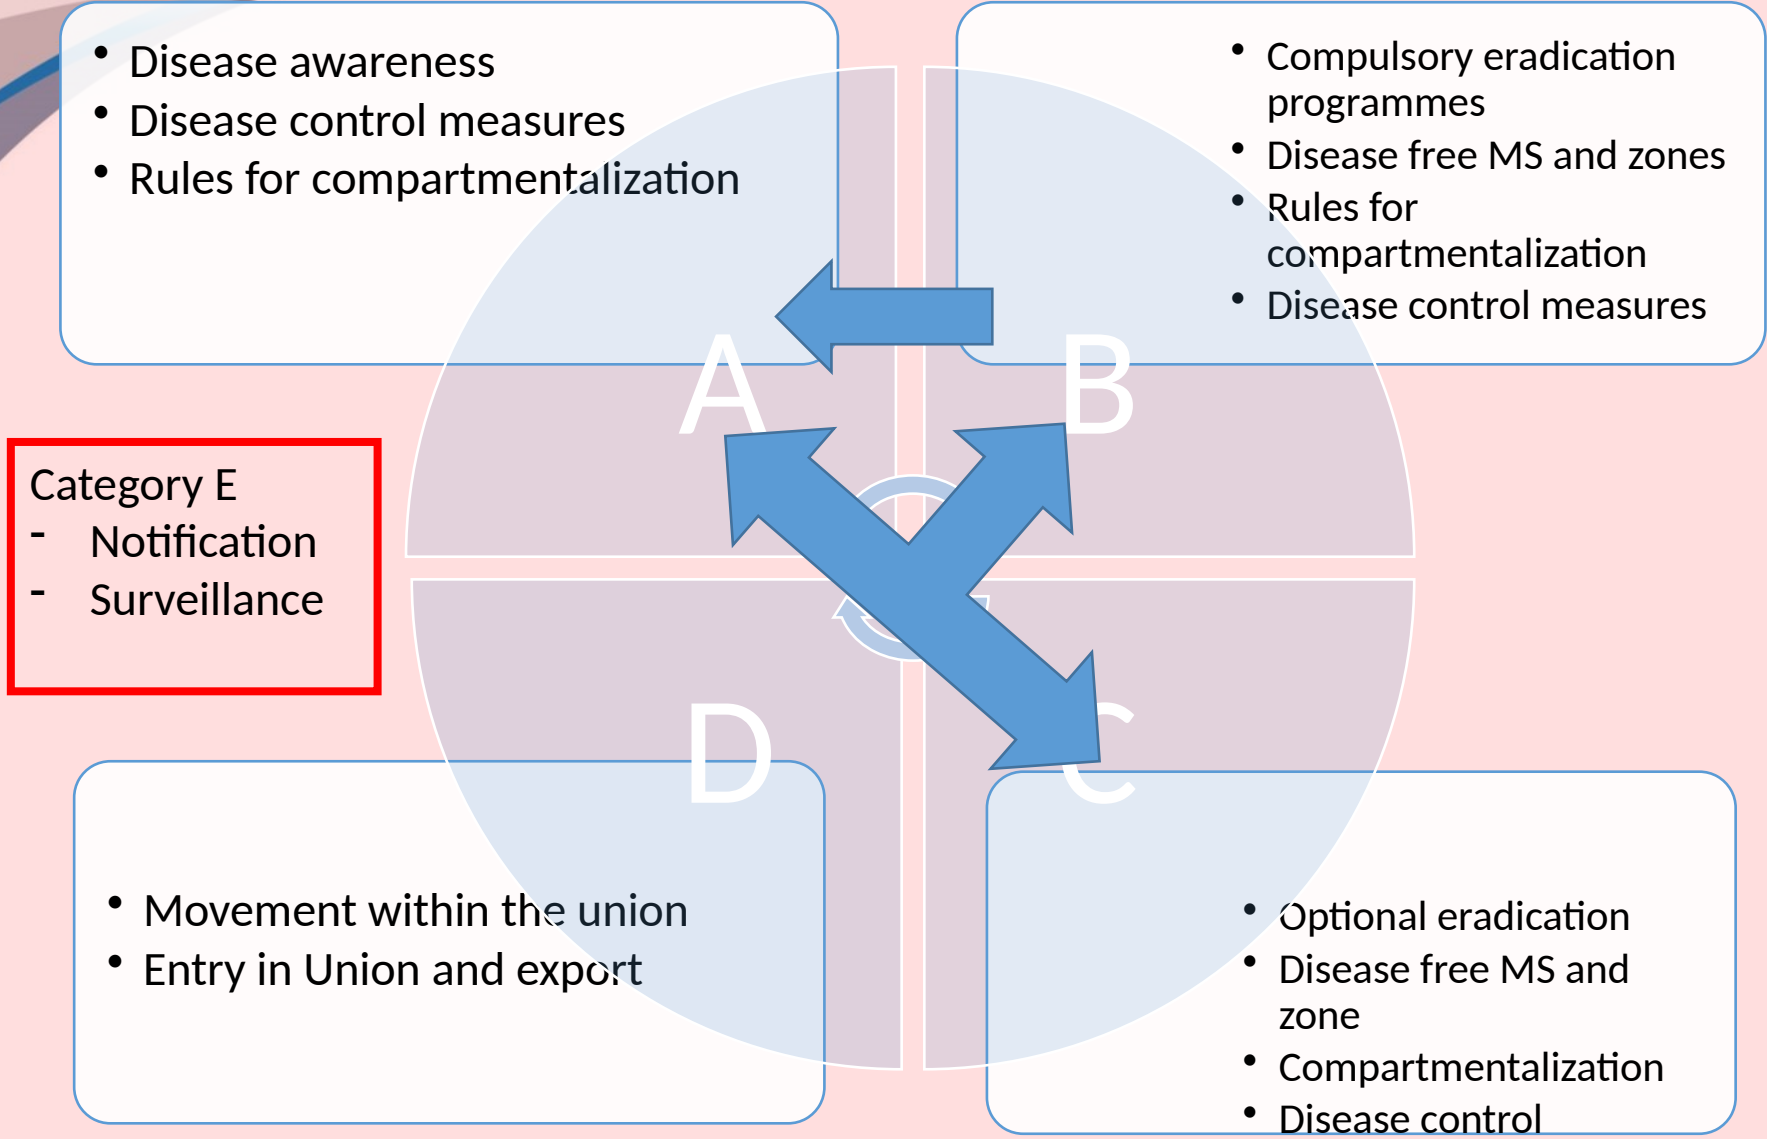 • Disease awareness
• Disease control measures
• Rules for compartmentalization
• Compulsory eradication
programmes
• Disease free MS and zones
• Rules for
compartmentalization
• Disease control measures
A
B
Category E
- Notification
- Surveillance
D
C
• Movement within the union
• Entry in Union and export
• Optional eradication
• Disease free MS and
zone
• Compartmentalization
• Disease control